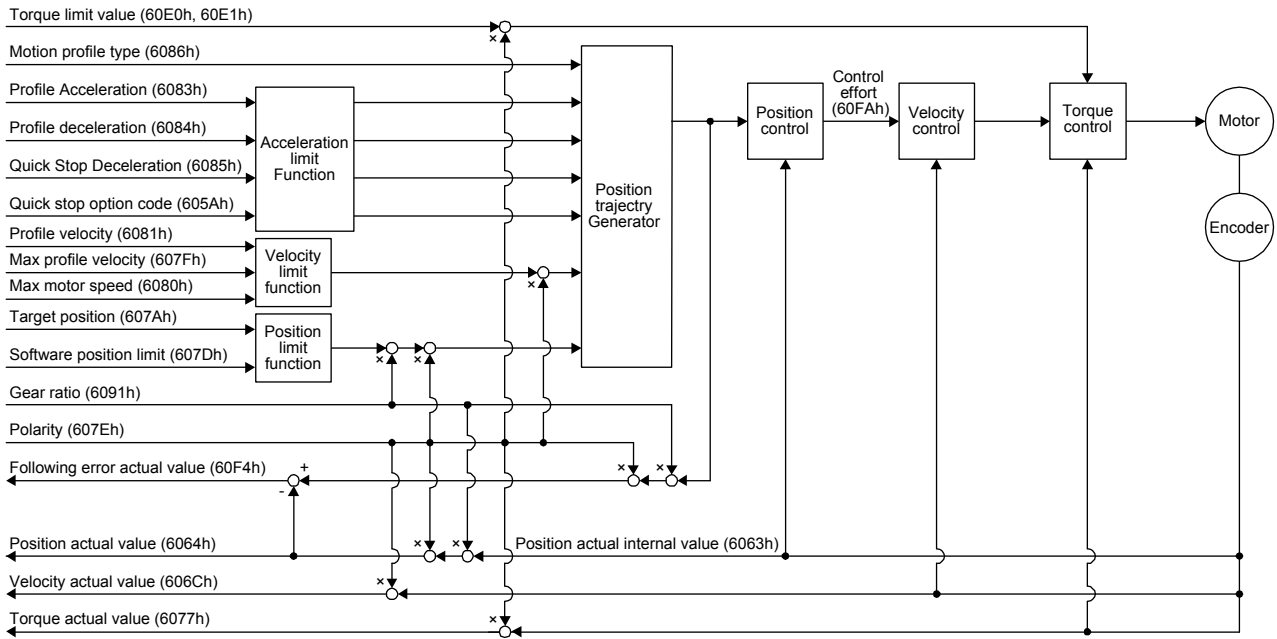 Torque limit value (60E0h, 60E1h)
×
Motion profile type (6086h)
Profile Acceleration (6083h)
Profile deceleration (6084h)
Quick Stop Deceleration (6085h)
Quick stop option code (605Ah)
Acceleration
limit
Function
Profile velocity (6081h)
Max profile velocity (607Fh)
Max motor speed (6080h)
Velocity
limit
function
×
Target position (607Ah)
Software position limit (607Dh)
Position
limit
function
×
×
Position
trajectry
Generator
Position
control
Control
effort
(60FAh)
Velocity
control
Torque
control
Motor
Encoder
Gear ratio (6091h)
Polarity (607Eh)
Following error actual value (60F4h)
+
-
×
×
Position actual value (6064h)
×
×
Position actual internal value (6063h)
Velocity actual value (606Ch)
×
Torque actual value (6077h)
×